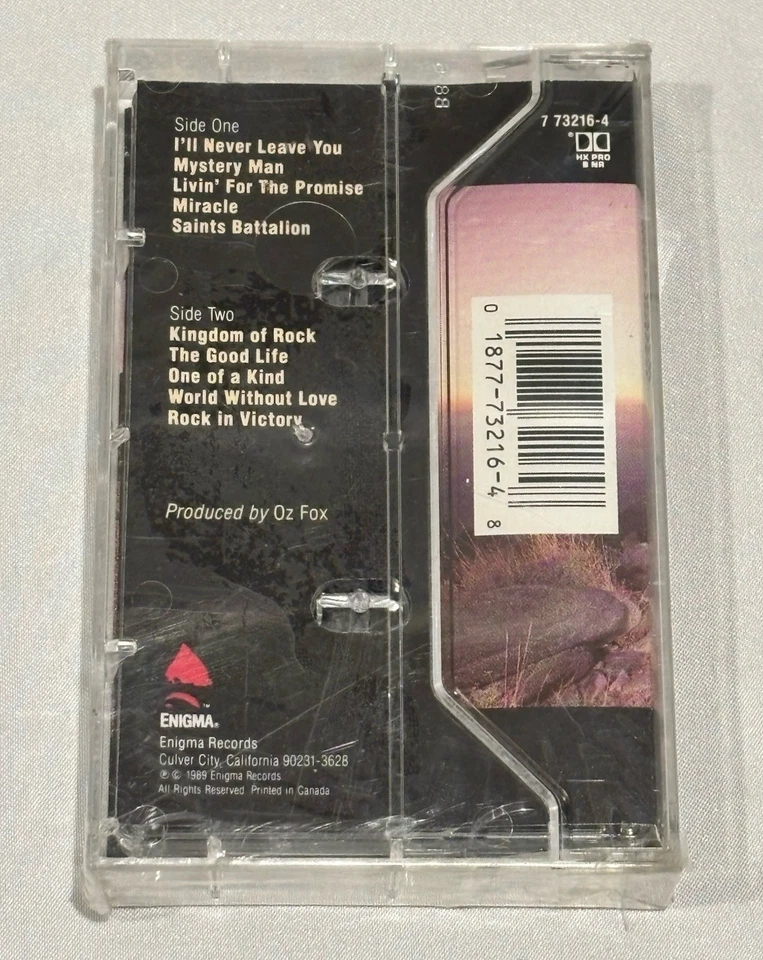 Side One
I'll Never Leave You
Mystery Man
Livin' For The Promise
Miracle
Saints Battalion
Side Two
Kingdom of Rock
The Good Life
One of a Kind
World Without Love
Rock in Victory
Produced by Oz Fox
ENIGMA®
Enigma Records
Culver City, California 90231-3628
℗ © 1989 Enigma Records
All Rights Reserved Printed in Canada
7 73216-4
HX PRO
B NR
0 1877-73216-4 8